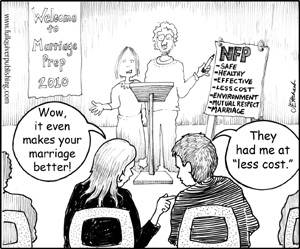 Welcome
to
Marriage
Prep
2010
NFP
- SAFE
- HEALTHY
- EFFECTIVE
- LESS COST
- ENVIRONMENT
- MUTUAL RESPECT
- MARRIAGE
Wow,
it even
makes your
marriage
better!
They
had me at
"less cost."
www.fullquiverpublishing.com